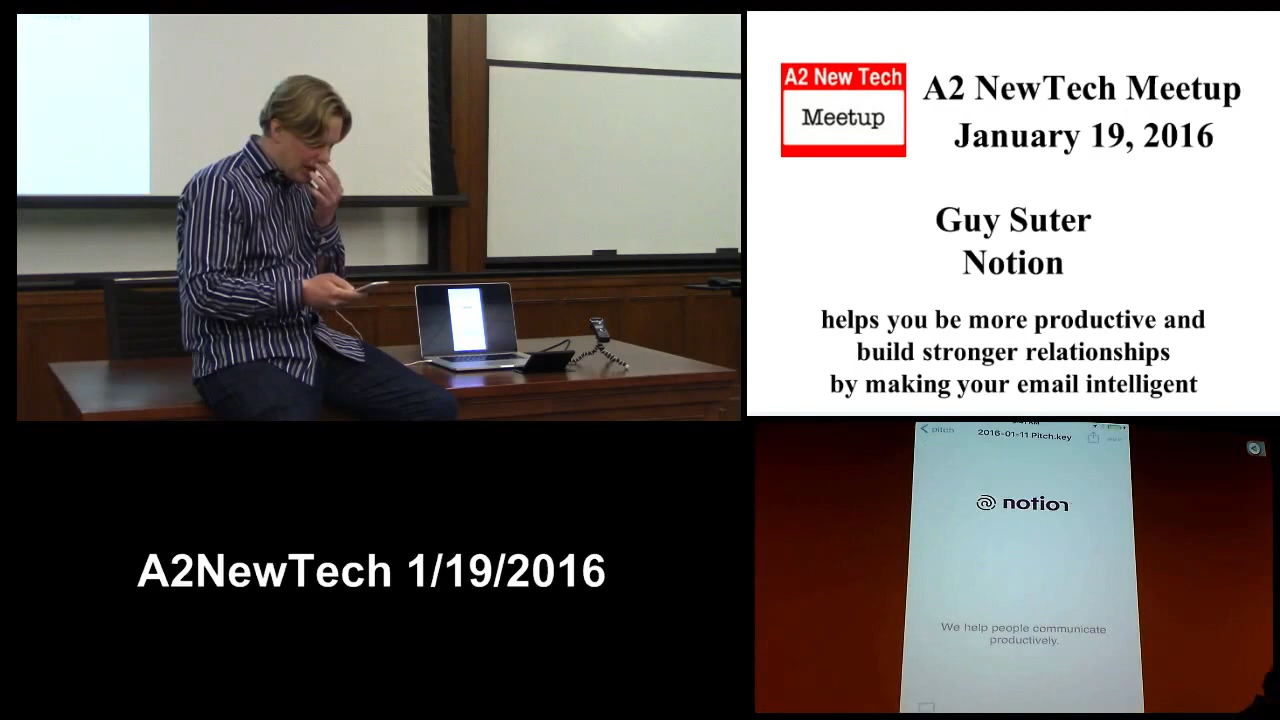 A2 New Tech
Meetup
A2 NewTech Meetup
January 19, 2016
Guy Suter
Notion
helps you be more productive and
build stronger relationships
by making your email intelligent
pitch
2016-01-11 Pitch.key
notion
We help people communicate
productively.
A2NewTech 1/19/2016